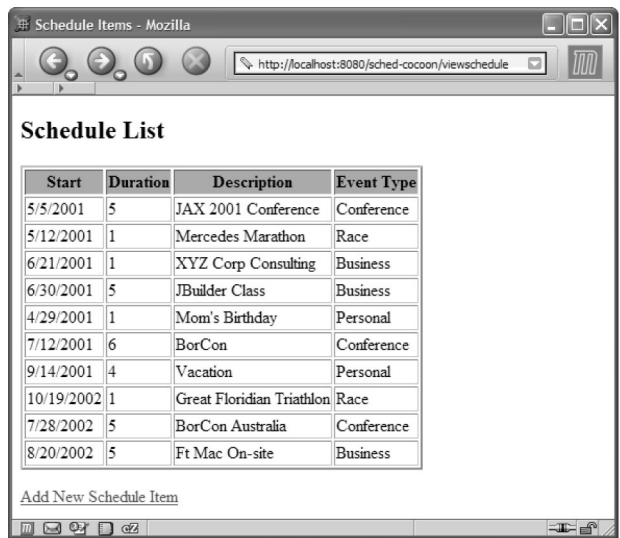 Schedule Items - Mozilla
http://localhost:8080/sched-cocoon/viewschedule
Schedule List
Start Duration Description Event Type
5/5/2001 5 JAX 2001 Conference Conference
5/12/2001 1 Mercedes Marathon Race
6/21/2001 1 XYZ Corp Consulting Business
6/30/2001 5 JBuilder Class Business
4/29/2001 1 Mom's Birthday Personal
7/12/2001 6 BorCon Conference
9/14/2001 4 Vacation Personal
10/19/2002 1 Great Floridian Triathlon Race
7/28/2002 5 BorCon Australia Conference
8/20/2002 5 Ft Mac On-site Business
Add New Schedule Item